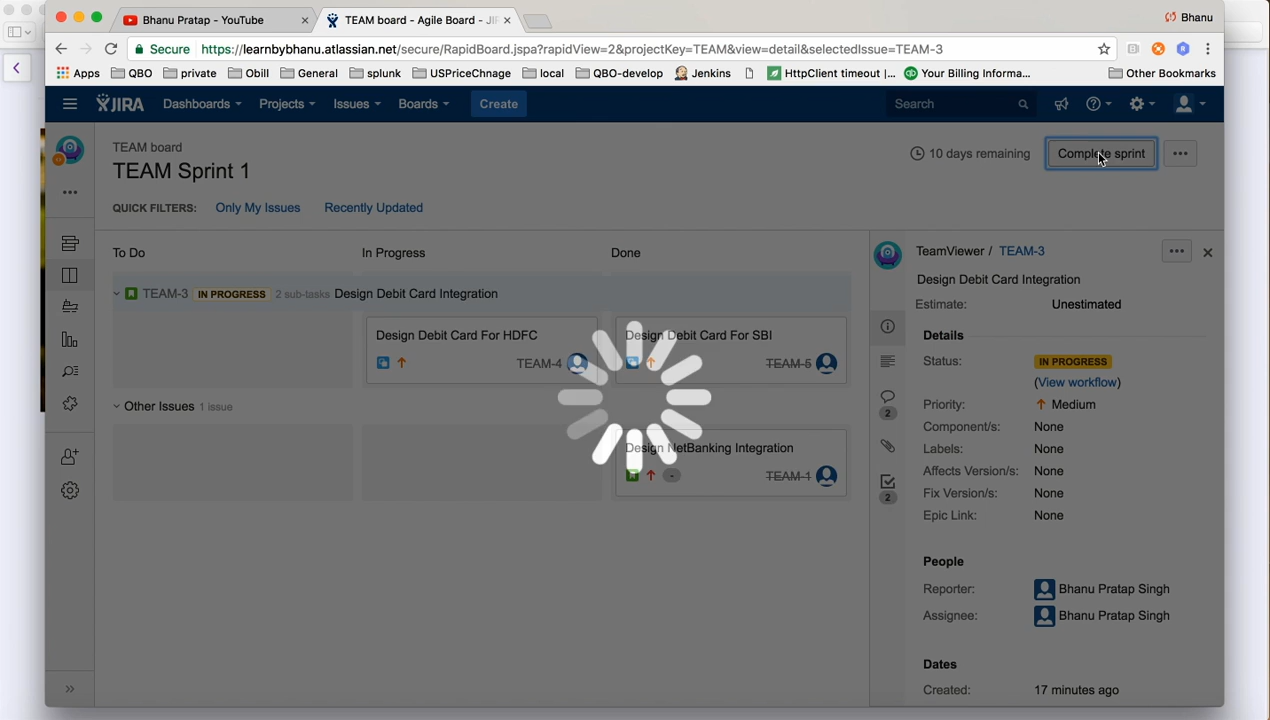 Bhanu Pratap - YouTube
TEAM board - Agile Board - JIR
Bhanu
Secure https://learnbybhanu.atlassian.net/secure/RapidBoard.jspa?rapidView=2&projectKey=TEAM&view=detail&selectedIssue=TEAM-3
Apps QBO private Obill General splunk USPriceChnage local QBO-develop Jenkins HttpClient timeout |... Your Billing Informa... Other Bookmarks
JIRA Dashboards Projects Issues Boards Create Search
TEAM board
TEAM Sprint 1
10 days remaining Complete sprint
QUICK FILTERS: Only My Issues Recently Updated
To Do In Progress Done
TEAM-3 IN PROGRESS 2 sub-tasks Design Debit Card Integration
Design Debit Card For HDFC
TEAM-4
Design Debit Card For SBI
TEAM-5
Other Issues 1 issue
Design NetBanking Integration
- TEAM-1
TeamViewer / TEAM-3
Design Debit Card Integration
Estimate: Unestimated
Details
Status: IN PROGRESS
(View workflow)
Priority: Medium
Component/s: None
Labels: None
Affects Version/s: None
Fix Version/s: None
Epic Link: None
2
2
People
Reporter: Bhanu Pratap Singh
Assignee: Bhanu Pratap Singh
Dates
Created: 17 minutes ago